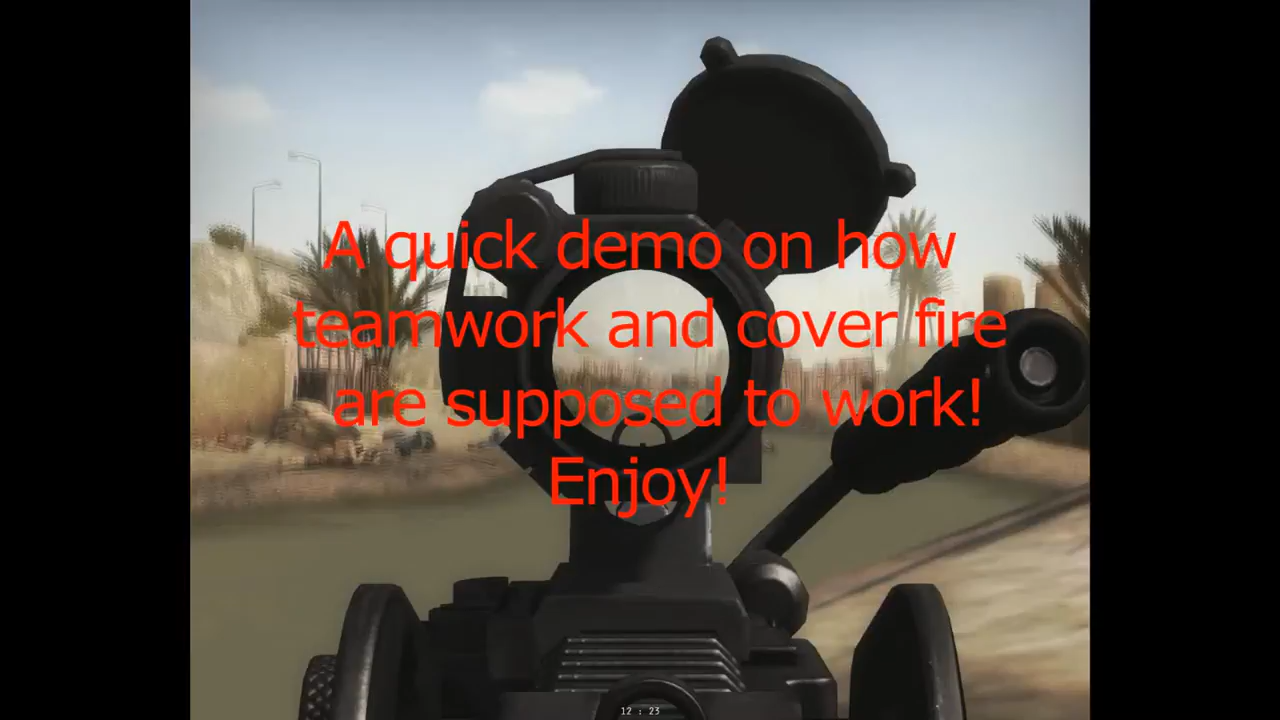 A quick demo on how
teamwork and cover fire
are supposed to work!
Enjoy!
12 : 23